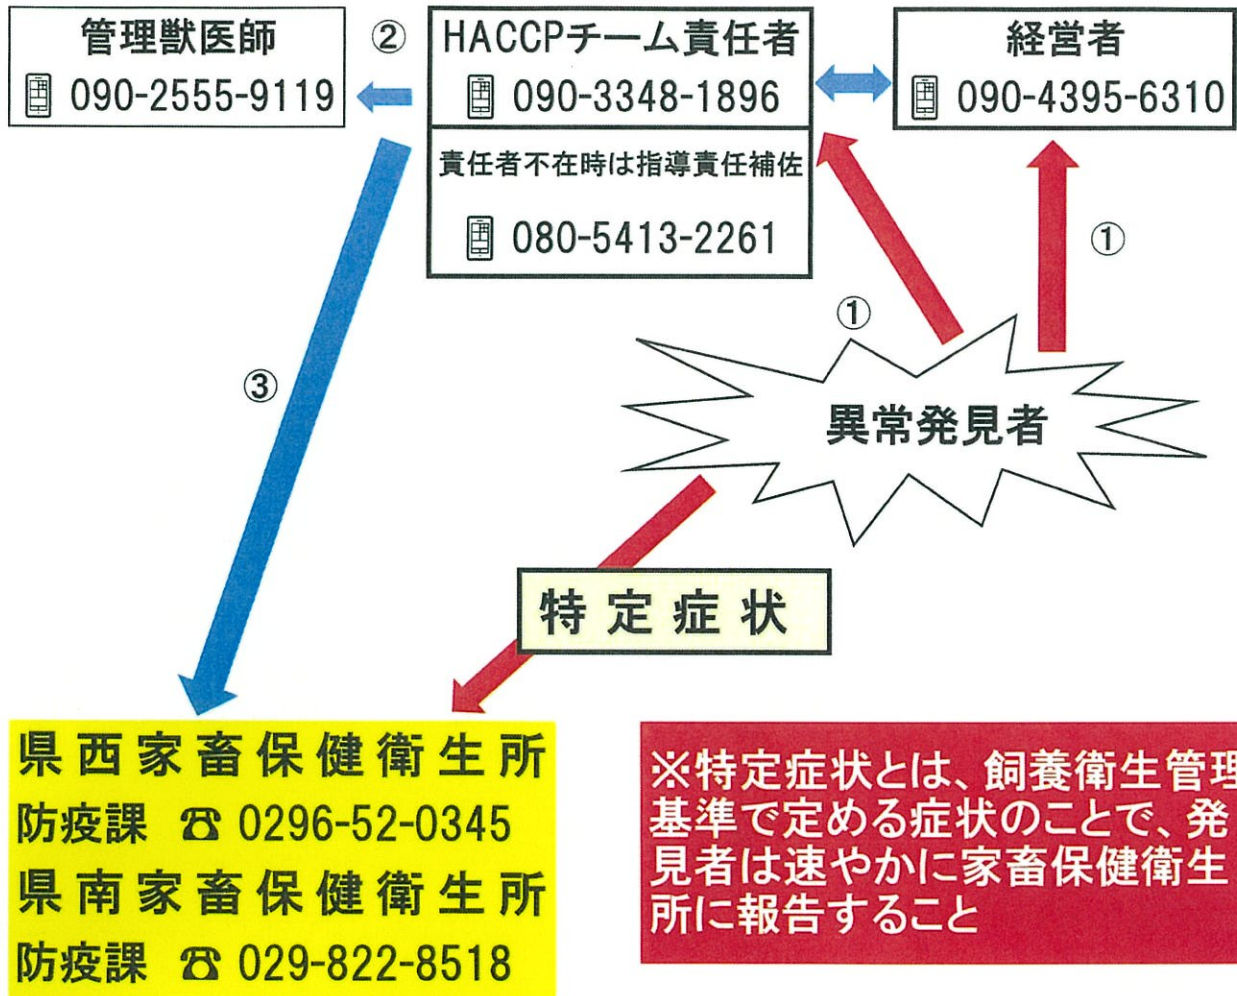 管理獣医師
090-2555-9119
②
HACCPチーム責任者
090-3348-1896
責任者不在時は指導責任補佐
080-5413-2261
経営者
090-4395-6310
①
①
異常発見者
③
特定症状
県西家畜保健衛生所
防疫課 ☎ 0296-52-0345
県南家畜保健衛生所
防疫課 ☎ 029-822-8518
※特定症状とは、飼養衛生管理
基準で定める症状のことで、発
見者は速やかに家畜保健衛生
所に報告すること